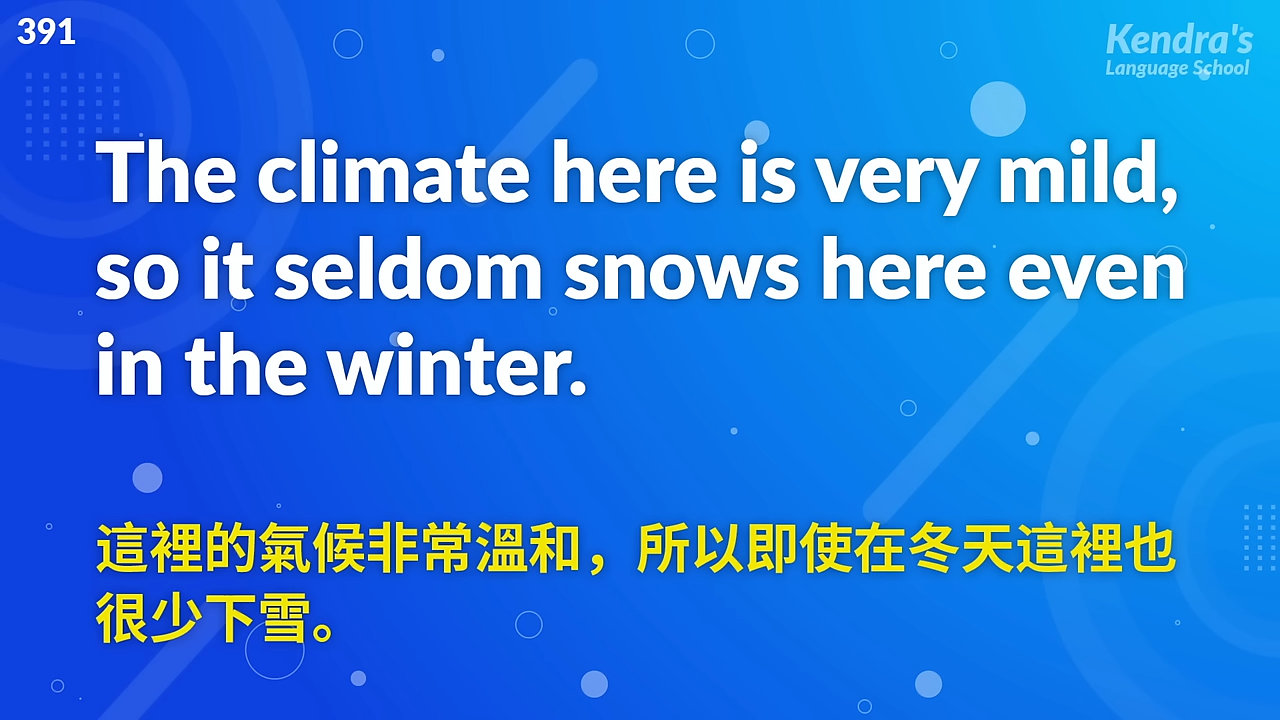 391
Kendra's
Language School
The climate here is very mild,
so it seldom snows here even
in the winter.
這裡的氣候非常溫和，所以即使在冬天這裡也
很少下雪。